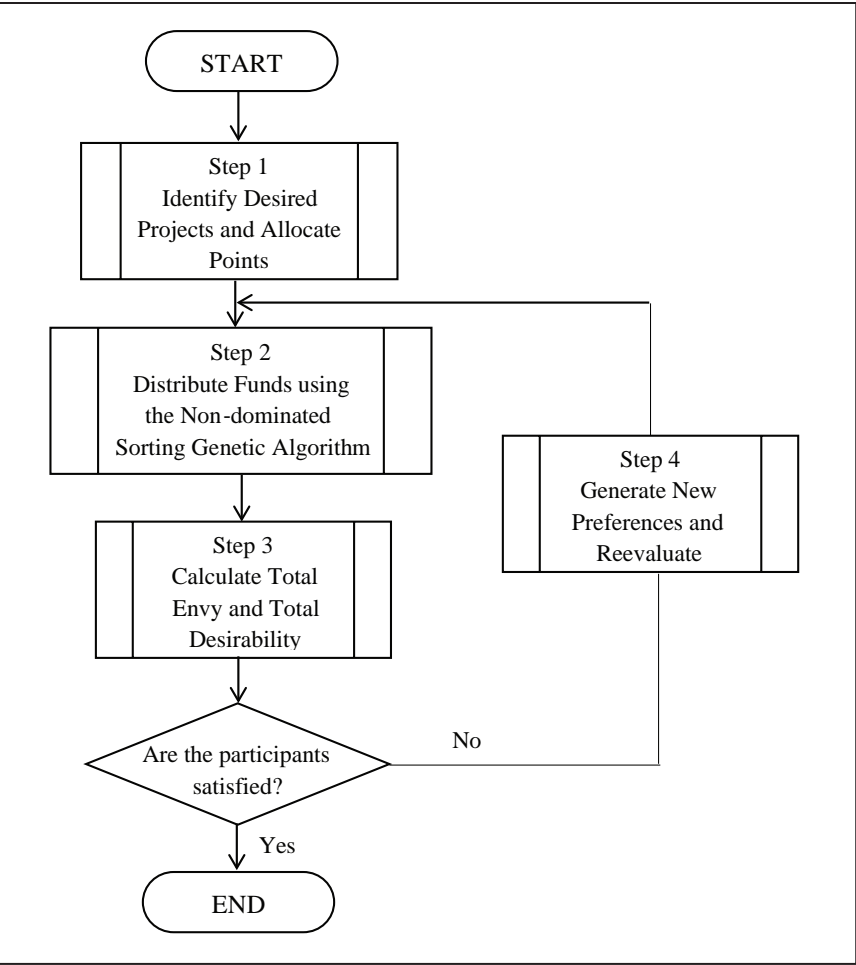 START
Step 1
Identify Desired
Projects and Allocate
Points
Step 2
Distribute Funds using
the Non-dominated
Sorting Genetic Algorithm
Step 3
Calculate Total
Envy and Total
Desirability
Are the participants
satisfied?
Yes
END
No
Step 4
Generate New
Preferences and
Reevaluate